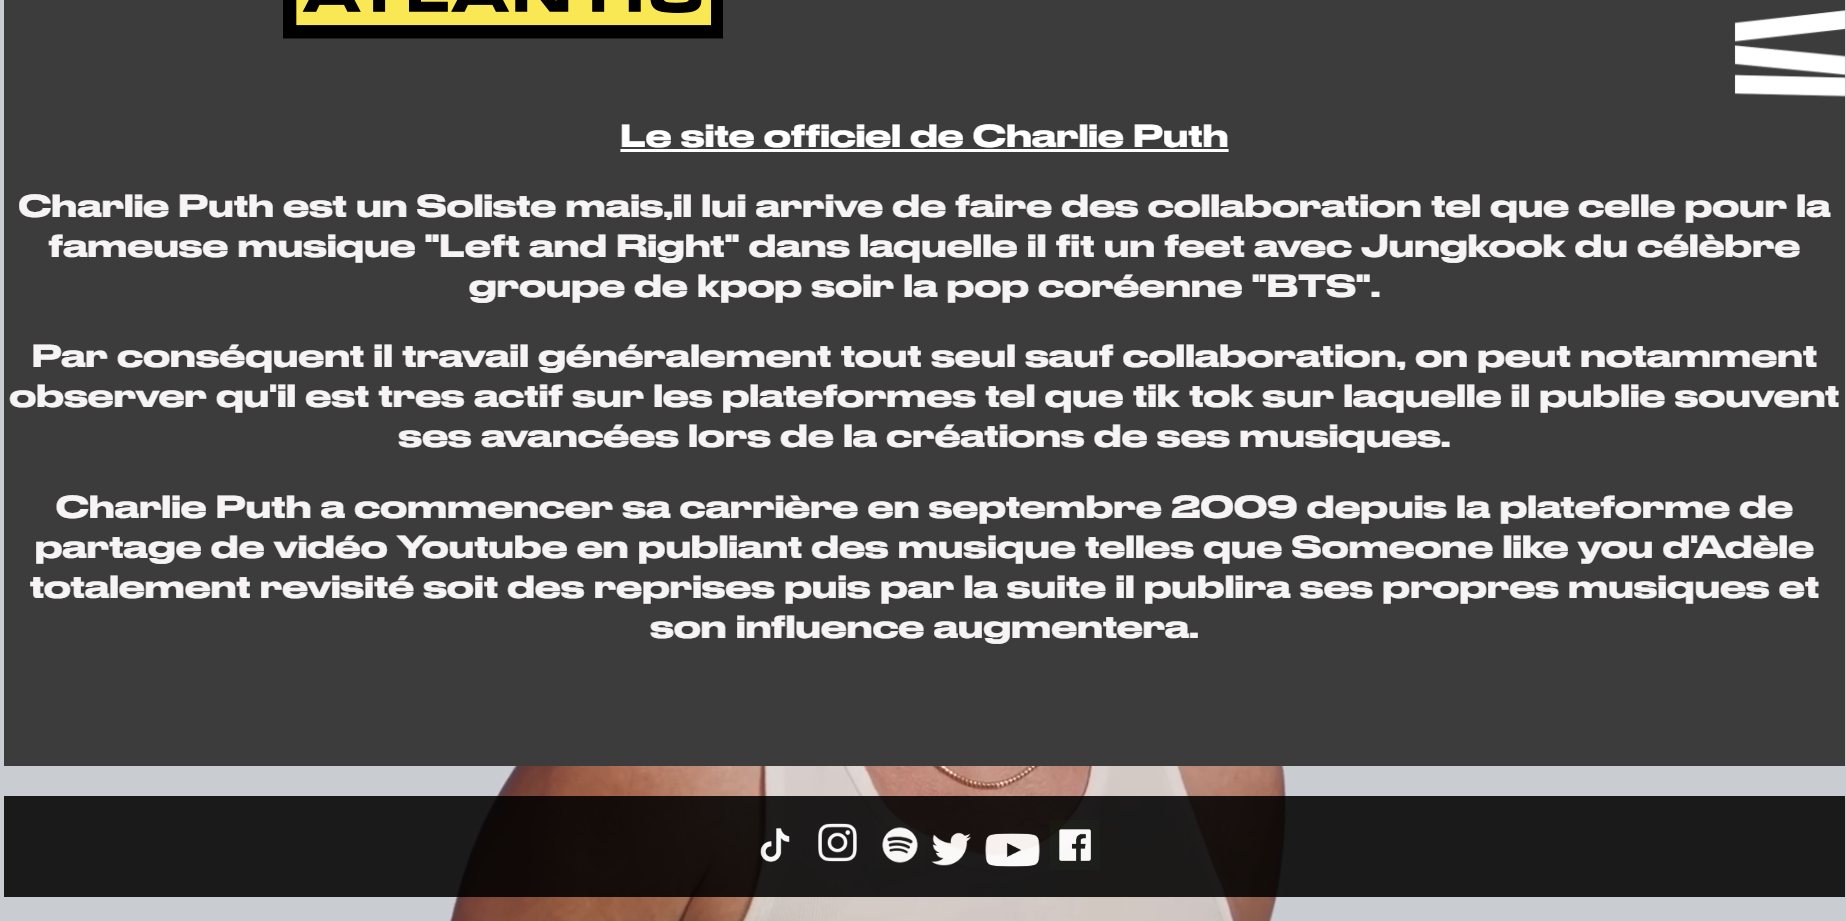 ATLANTIC
Le site officiel de Charlie Puth
Charlie Puth est un Soliste mais,il lui arrive de faire des collaboration tel que celle pour la
fameuse musique "Left and Right" dans laquelle il fit un feet avec Jungkook du célèbre
groupe de kpop soir la pop coréenne "BTS".
Par conséquent il travail généralement tout seul sauf collaboration, on peut notamment
observer qu'il est tres actif sur les plateformes tel que tik tok sur laquelle il publie souvent
ses avancées lors de la créations de ses musiques.
Charlie Puth a commencer sa carrière en septembre 2009 depuis la plateforme de
partage de vidéo Youtube en publiant des musique telles que Someone like you d'Adèle
totalement revisité soit des reprises puis par la suite il publira ses propres musiques et
son influence augmentera.